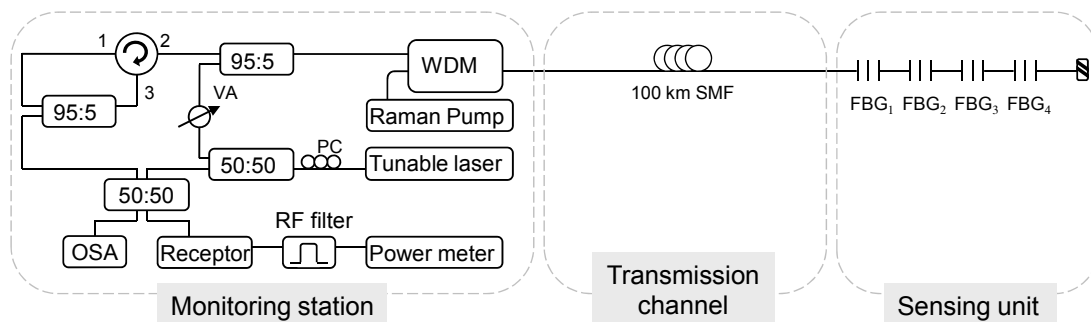 1
2
3
95:5
WDM
95:5
VA
Raman Pump
PC
50:50
Tunable laser
50:50
RF filter
OSA
Receptor
Power meter
Monitoring station
100 km SMF
Transmission
channel
FBG₁ FBG₂ FBG₃ FBG₄
Sensing unit